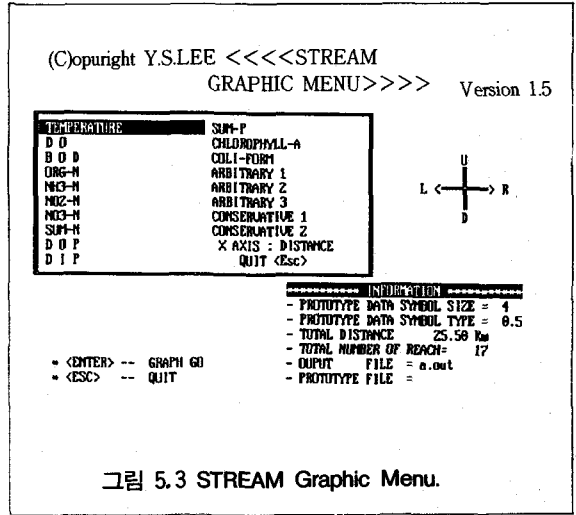 (C)opuright Y.S.LEE <<<<STREAM
GRAPHIC MENU>>>> Version 1.5
TEMPERATURE
D O
B O D
ORG-N
NH3-N
NO2-N
NO3-N
SUM-N
D O P
D I P
SUM-P
CHLOROPHYLL-A
COLI-FORM
ARBITRARY 1
ARBITRARY 2
ARBITRARY 3
CONSERVATIVE 1
CONSERVATIVE 2
X AXIS : DISTANCE
QUIT <Esc>
U
L <-- --> R
D
********** INFORMATION **********
- PROTOTYPE DATA SYMBOL SIZE = 4
- PROTOTYPE DATA SYMBOL TYPE = 0.5
- TOTAL DISTANCE 25.50 Km
- TOTAL NUMBER OF REACH= 17
- OUPUT FILE = a.out
- PROTOTYPE FILE =
* <ENTER> -- GRAPH GO
* <ESC> -- QUIT
그림 5.3 STREAM Graphic Menu.